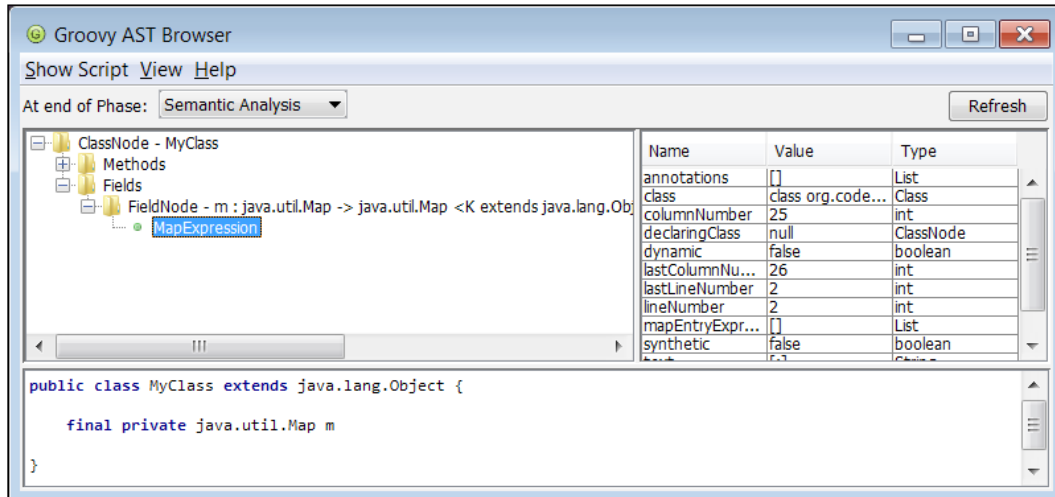 Groovy AST Browser
Show Script View Help
At end of Phase: Semantic Analysis Refresh
ClassNode - MyClass
Methods
Fields
FieldNode - m : java.util.Map -> java.util.Map <K extends java.lang.Obj
MapExpression
Name Value Type
annotations [] List
class class org.code... Class
columnNumber 25 int
declaringClass null ClassNode
dynamic false boolean
lastColumnNu... 26 int
lastLineNumber 2 int
lineNumber 2 int
mapEntryExpr... [] List
synthetic false boolean
public class MyClass extends java.lang.Object {
final private java.util.Map m
}